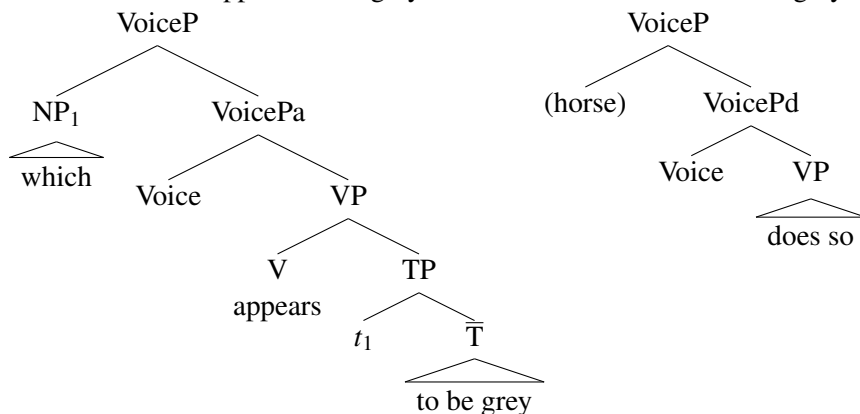 VoiceP
NP₁ VoicePa
which
Voice VP
V TP
appears
t₁ T̅
to be grey
VoiceP
(horse) VoicePd
Voice VP
does so